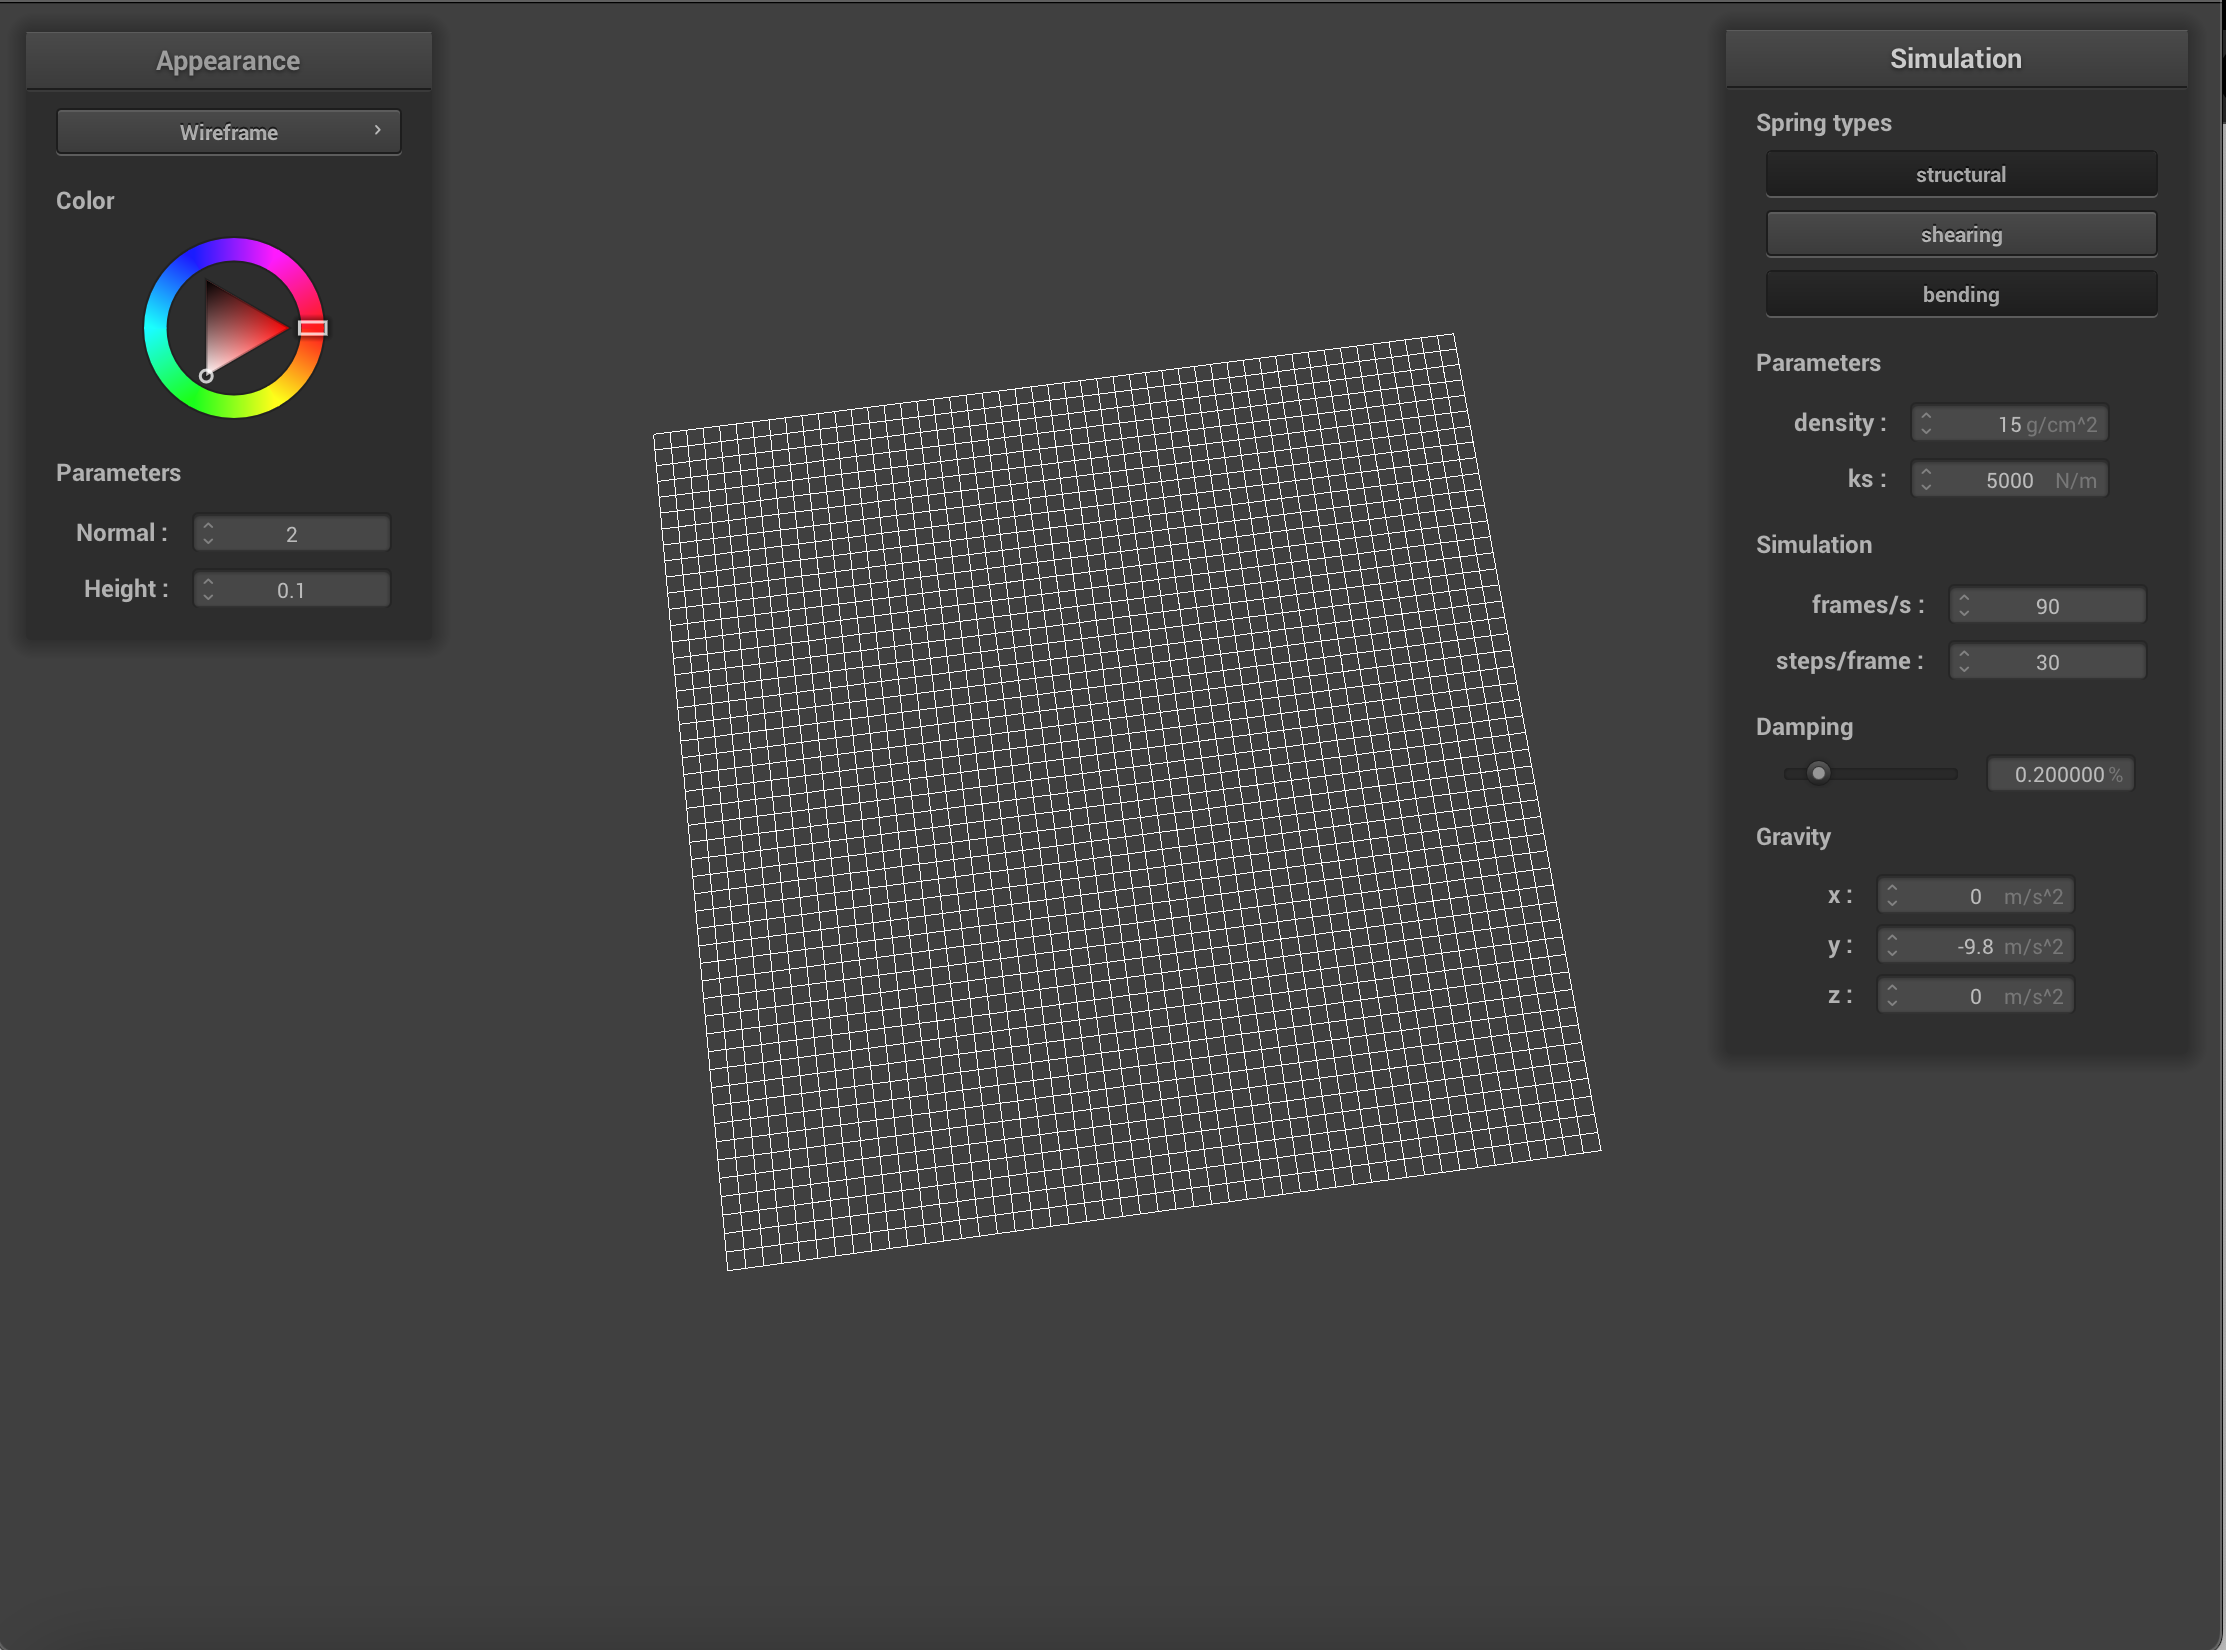 Appearance
Wireframe
Color
Parameters
Normal : 2
Height : 0.1
Simulation
Spring types
structural
shearing
bending
Parameters
density : 15 g/cm^2
ks : 5000 N/m
Simulation
frames/s : 90
steps/frame : 30
Damping
0.200000 %
Gravity
x : 0 m/s^2
y : -9.8 m/s^2
z : 0 m/s^2